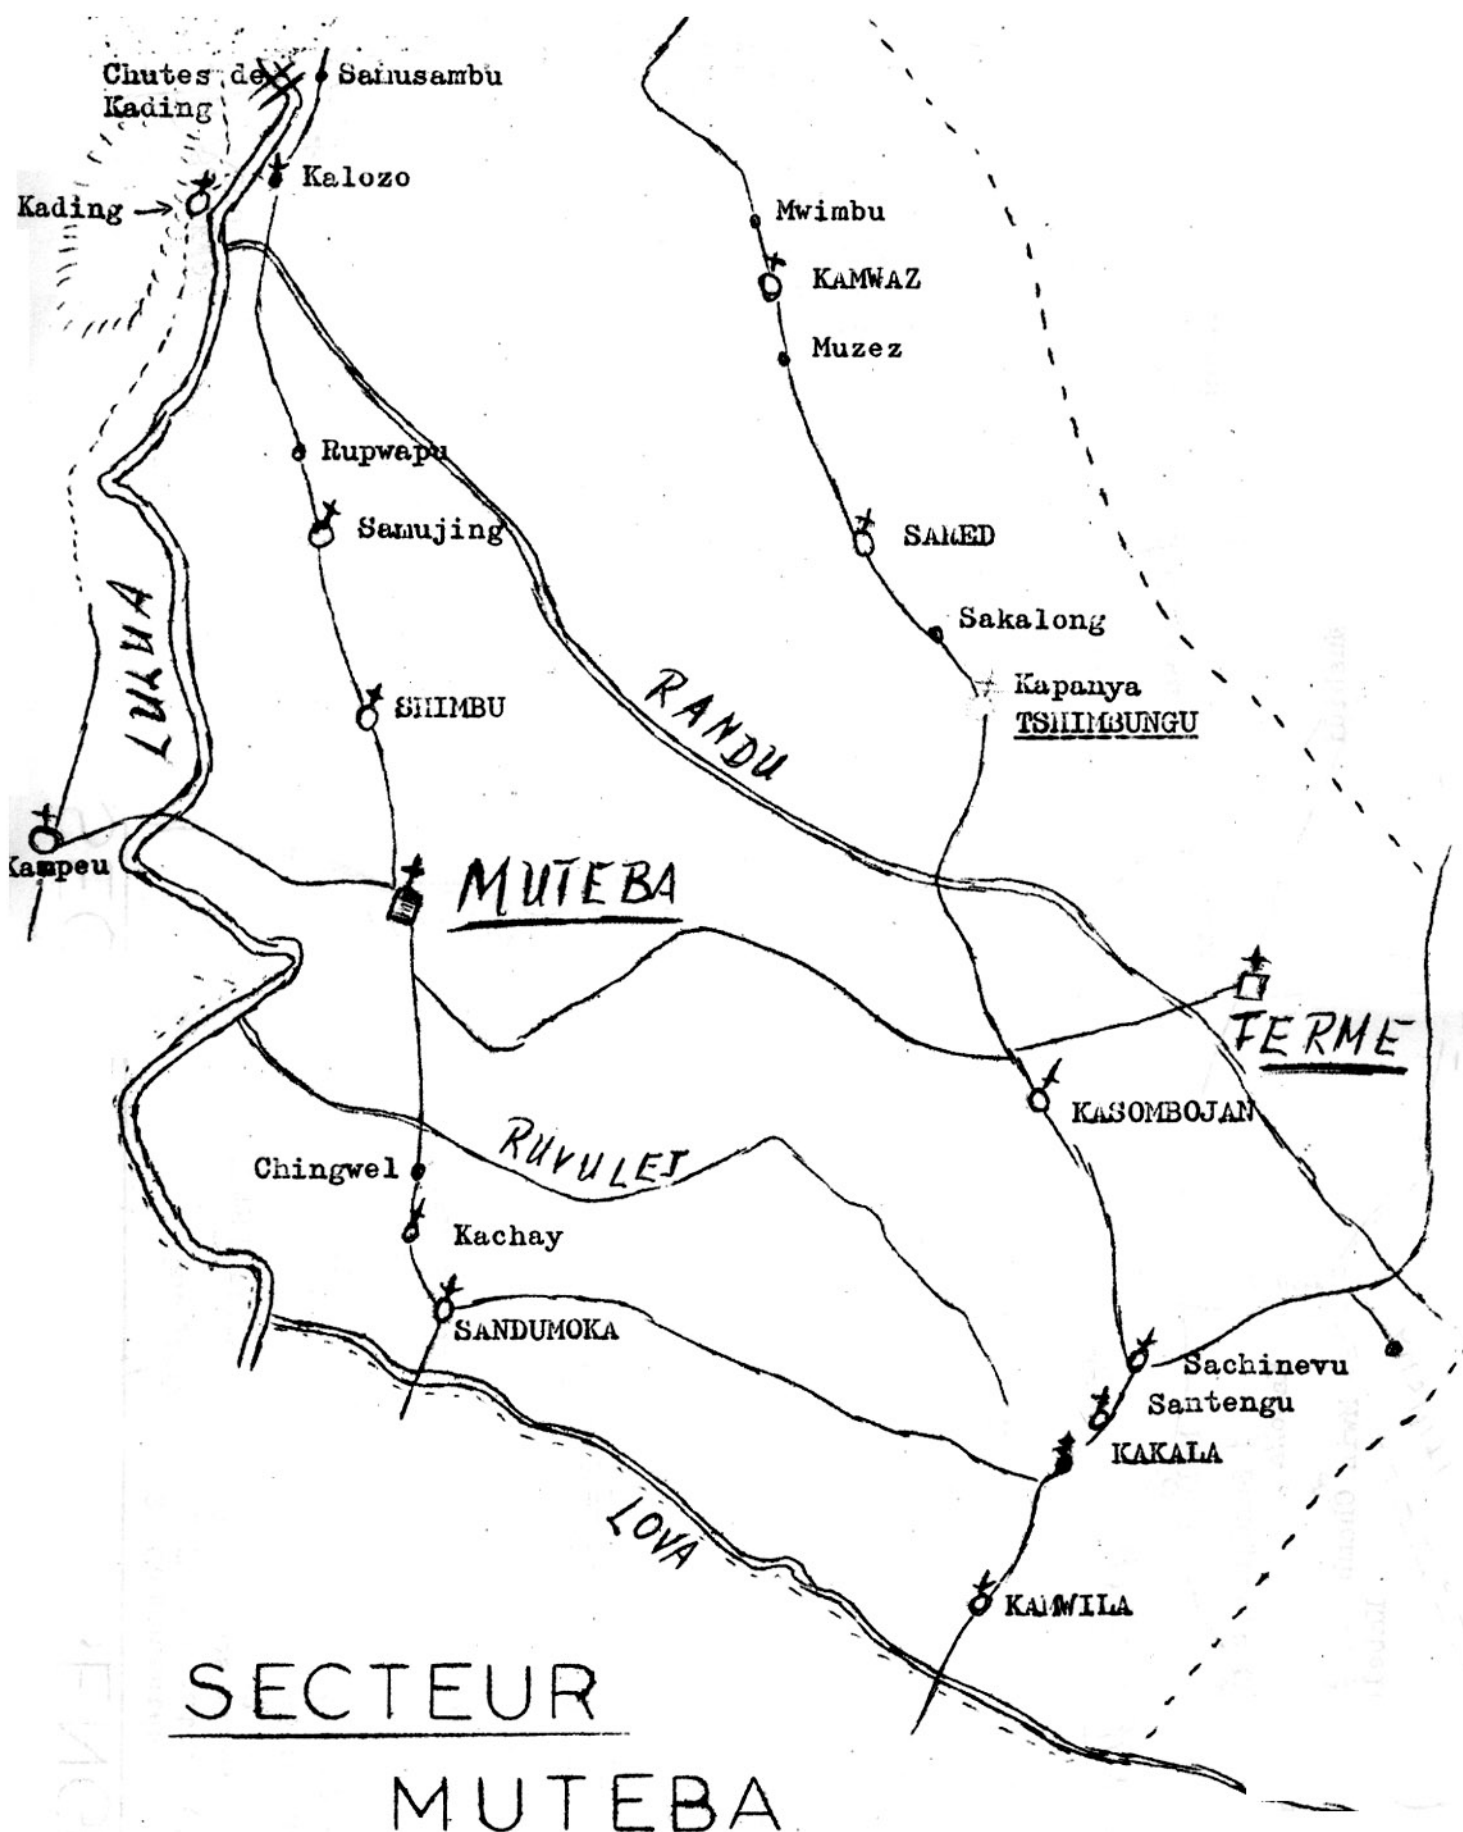 Chutes de
Kading
Samusambu
Kalozo
Kading
Mwimbu
KAMWAZ
Muzez
Rupwapu
Samujing
SAMED
Sakalong
LULUA
RANDU
Kapanya
TSHIMBUNGU
SHIMBU
Kampeu
MUTEBA
FERME
KASOMBOJAN
RUVULEJ
Chingwel
Kachay
SANDUMOKA
Sachinevu
Santengu
KAKALA
LOVA
KAMWILA
SECTEUR
MUTEBA